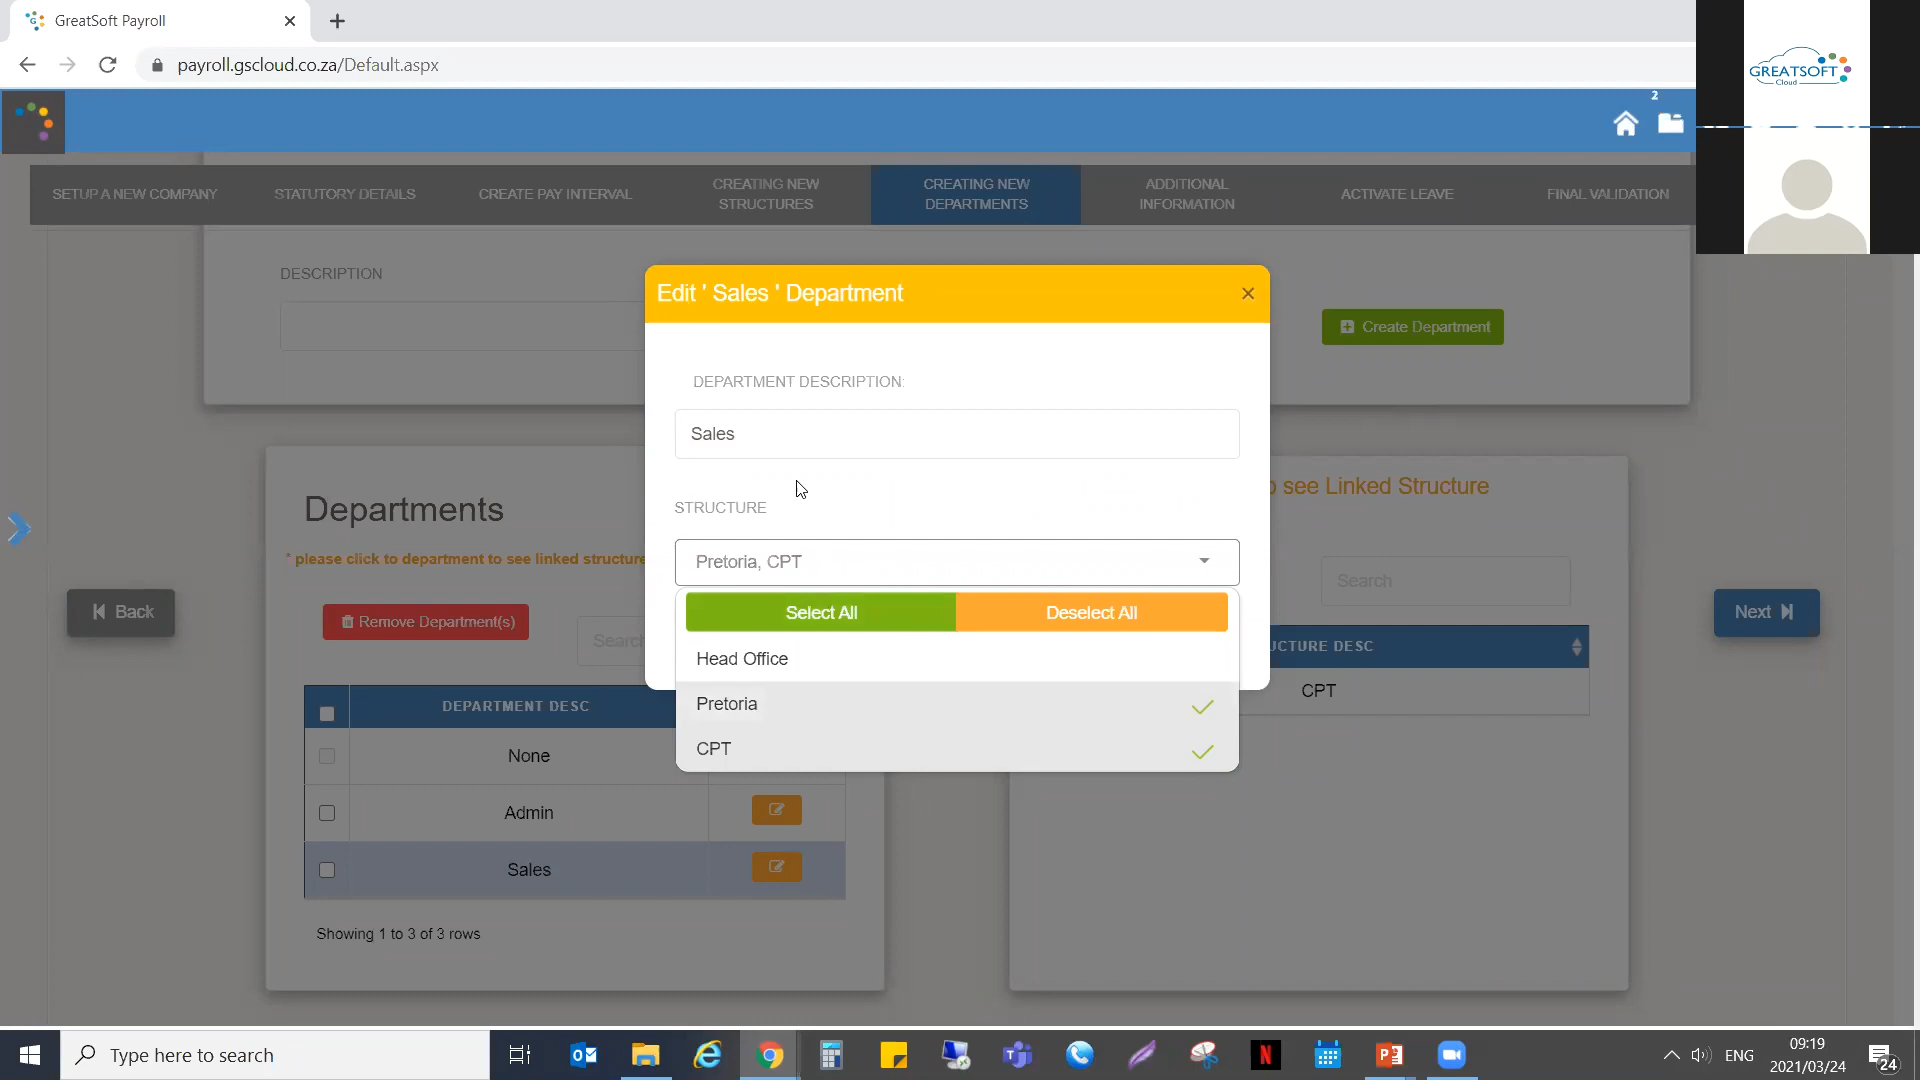 GreatSoft Payroll
payroll.gscloud.co.za/Default.aspx
GREATSOFT
Cloud
2
SETUP A NEW COMPANY
STATUTORY DETAILS
CREATE PAY INTERVAL
CREATING NEW
STRUCTURES
CREATING NEW
DEPARTMENTS
ADDITIONAL
INFORMATION
ACTIVATE LEAVE
FINAL VALIDATION
DESCRIPTION
Create Department
Edit ' Sales ' Department
×
DEPARTMENT DESCRIPTION:
Sales
STRUCTURE
Pretoria, CPT
Select All
Deselect All
Head Office
Pretoria
CPT
Departments
* please click to department to see linked structure
Remove Department(s)
Search
DEPARTMENT DESC
None
Admin
Sales
Showing 1 to 3 of 3 rows
see Linked Structure
Search
UCTURE DESC
CPT
Back
Next
Type here to search
ENG
09:19
2021/03/24
24